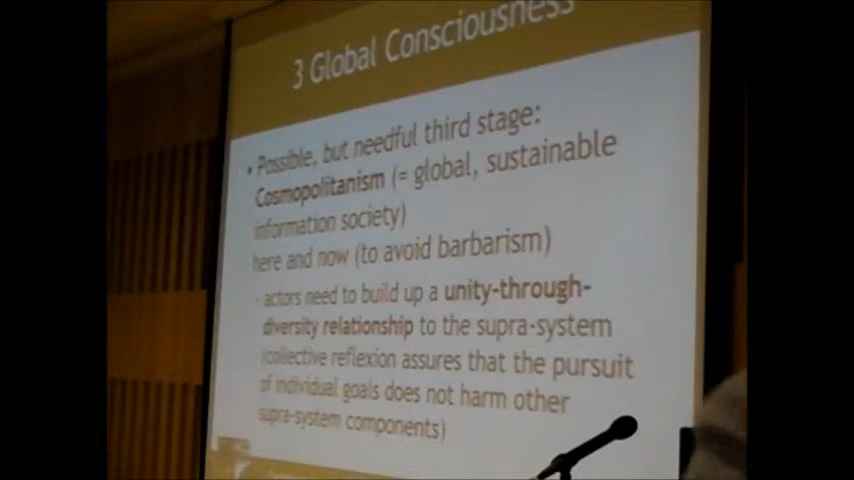 3 Global Consciousness
• Possible, but needful third stage:
Cosmopolitanism (= global, sustainable
information society)
here and now (to avoid barbarism)
- actors need to build up a unity-through-
diversity relationship to the supra-system
(collective reflexion assures that the pursuit
of individual goals does not harm other
supra-system components)